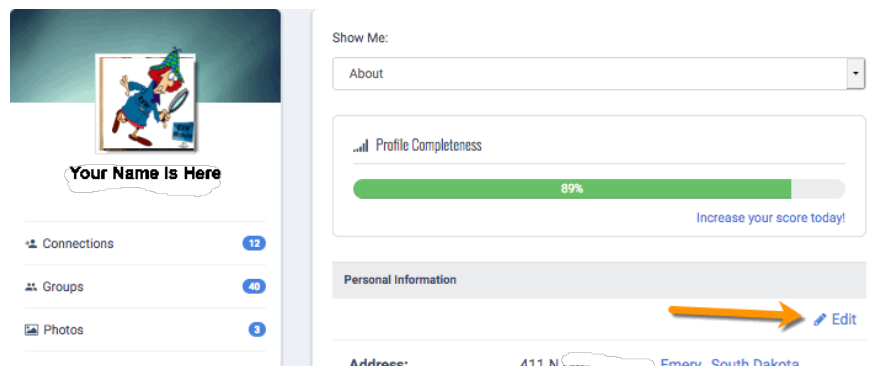 Your Name Is Here
Connections 12
Groups 40
Photos 3
Show Me:
About
Profile Completeness
89%
Increase your score today!
Personal Information
Edit
Address: 411 N Emery, South Dakota